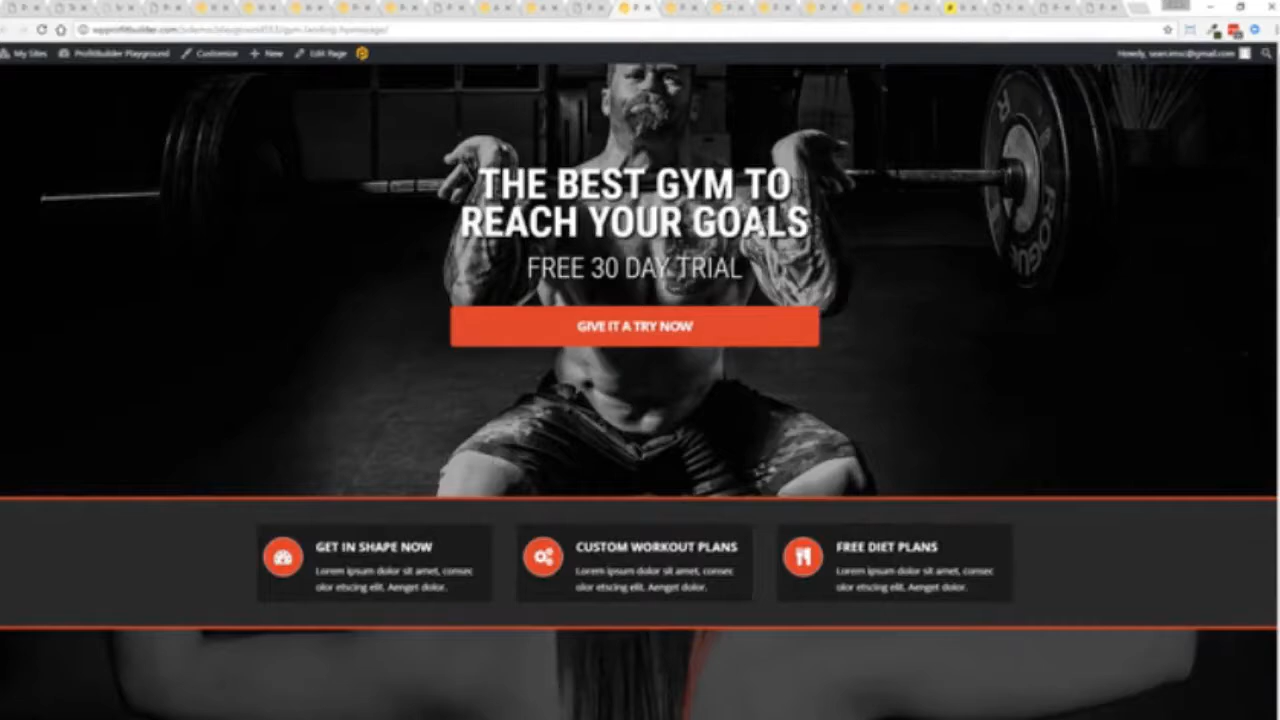 My Sites ProfitBuilder Playground Customize + New Edit Page
THE BEST GYM TO
REACH YOUR GOALS
FREE 30 DAY TRIAL
GIVE IT A TRY NOW
GET IN SHAPE NOW
Lorem ipsum dolor sit amet, consec
olor etscing elit. Aenget dolor.
CUSTOM WORKOUT PLANS
Lorem ipsum dolor sit amet, consec
olor etscing elit. Aenget dolor.
FREE DIET PLANS
Lorem ipsum dolor sit amet, consec
olor etscing elit. Aenget dolor.